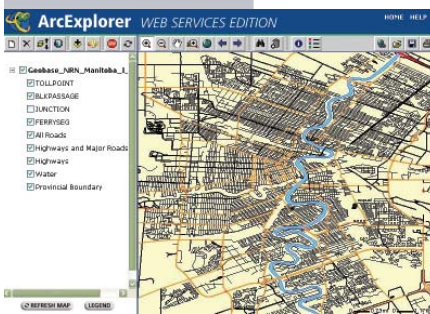 ArcExplorer WEB SERVICES EDITION
HOME HELP
Geobase_NRN_Manitoba_1_
TOLLPOINT
BLKPASSAGE
JUNCTION
FERRYSEG
All Roads
Highways and Major Roads
Highways
Water
Provincial Boundary
REFRESH MAP
LEGEND